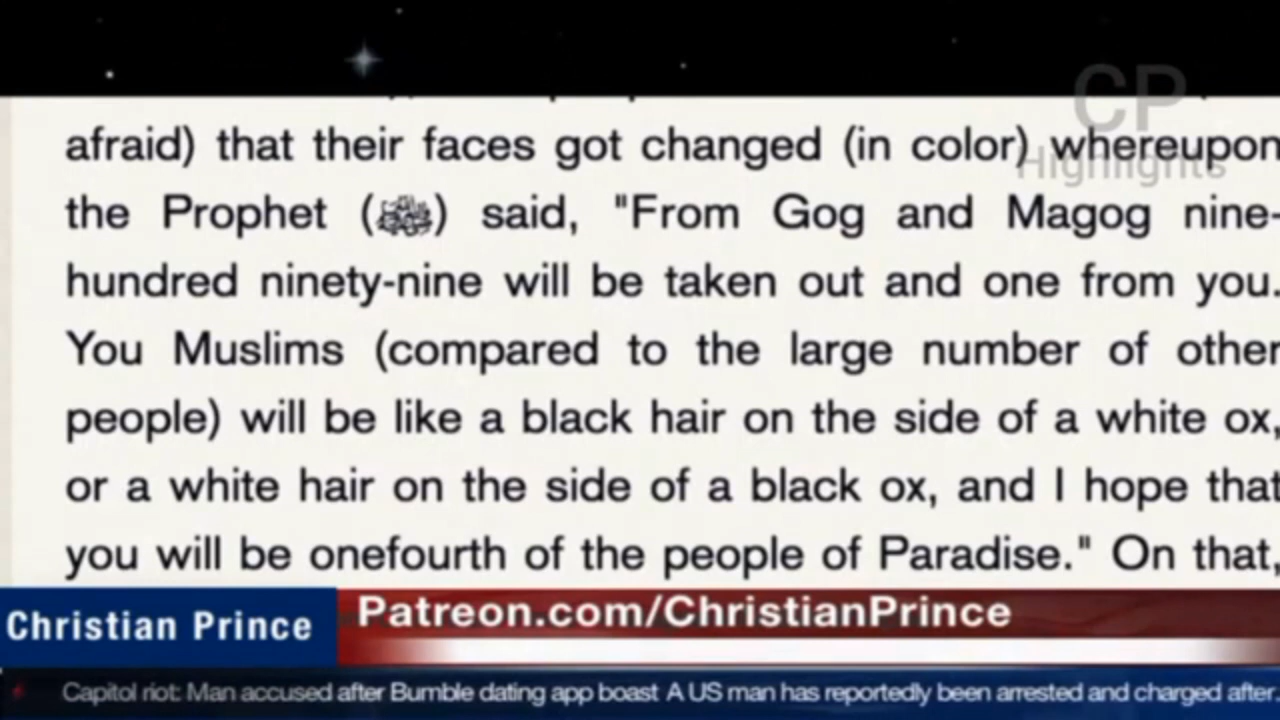 CP
Highlights
afraid) that their faces got changed (in color) whereupon
the Prophet (ﷺ) said, "From Gog and Magog nine-
hundred ninety-nine will be taken out and one from you.
You Muslims (compared to the large number of other
people) will be like a black hair on the side of a white ox,
or a white hair on the side of a black ox, and I hope that
you will be onefourth of the people of Paradise." On that,
Christian Prince
Patreon.com/ChristianPrince
Capitol riot: Man accused after Bumble dating app boast A US man has reportedly been arrested and charged after